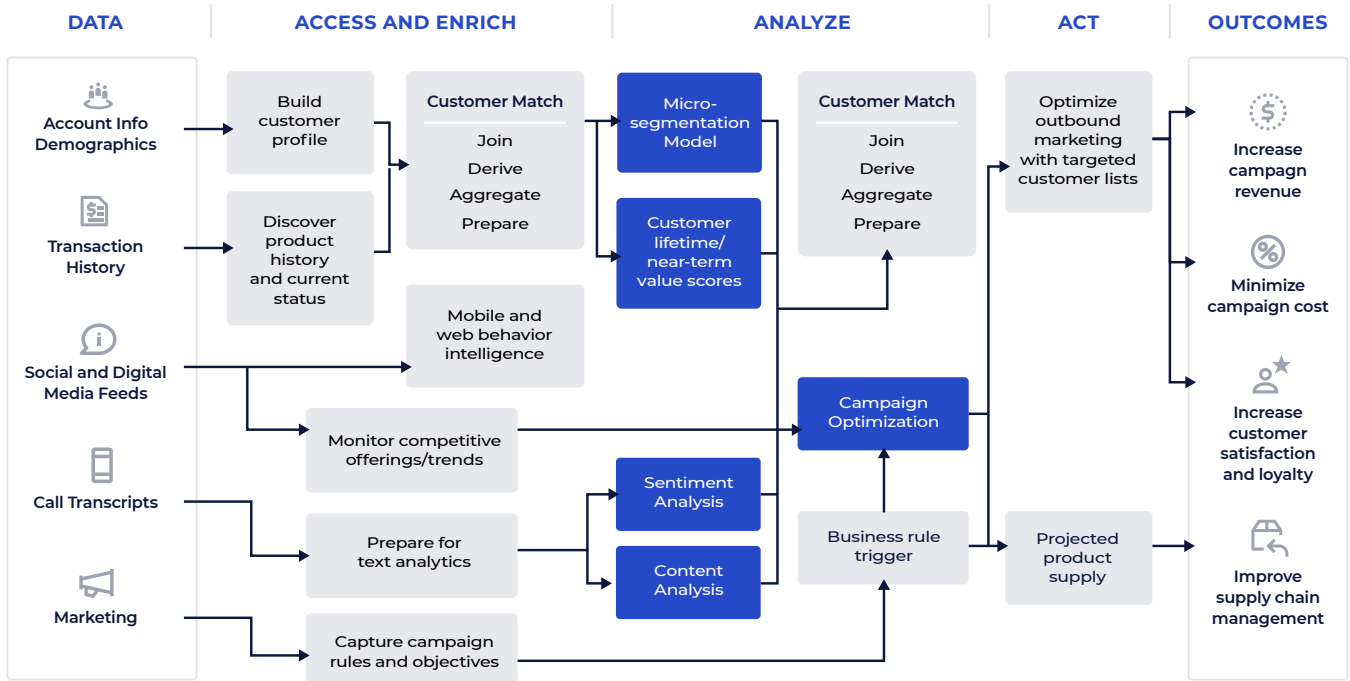 DATA
ACCESS AND ENRICH
ANALYZE
ACT
OUTCOMES
Account Info
Demographics
Transaction
History
Social and Digital
Media Feeds
Call Transcripts
Marketing
Build
customer
profile
Discover
product
history
and current
status
Customer Match
Join
Derive
Aggregate
Prepare
Mobile and
web behavior
intelligence
Monitor competitive
offerings/trends
Prepare for
text analytics
Capture campaign
rules and objectives
Micro-
segmentation
Model
Customer
lifetime/
near-term
value scores
Sentiment
Analysis
Content
Analysis
Customer Match
Join
Derive
Aggregate
Prepare
Campaign
Optimization
Business rule
trigger
Optimize
outbound
marketing
with targeted
customer lists
Projected
product
supply
Increase
campagn
revenue
Minimize
campaign cost
Increase
customer
satisfaction
and loyalty
Improve
supply chain
management